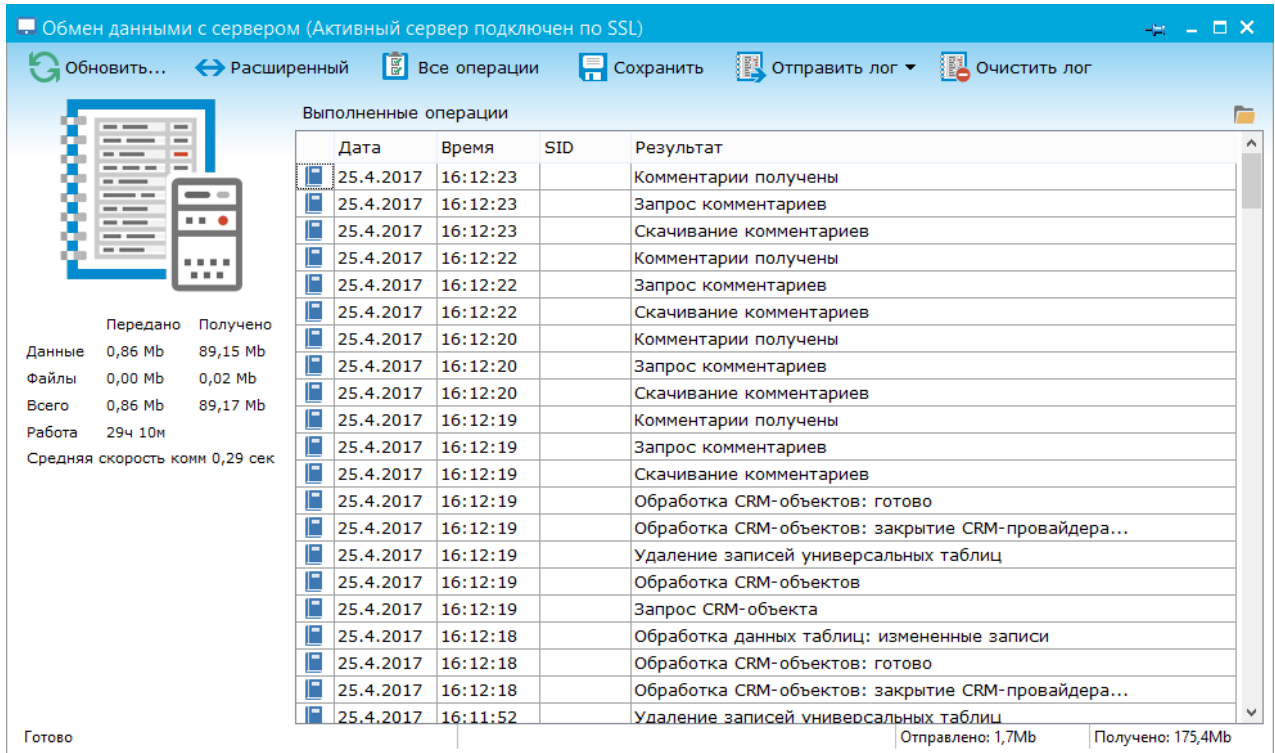 Обмен данными с сервером (Активный сервер подключен по SSL)
Обновить... Расширенный Все операции Сохранить Отправить лог Очистить лог
Выполненные операции
Дата Время SID Результат
25.4.2017 16:12:23 Комментарии получены
25.4.2017 16:12:23 Запрос комментариев
25.4.2017 16:12:23 Скачивание комментариев
25.4.2017 16:12:22 Комментарии получены
25.4.2017 16:12:22 Запрос комментариев
25.4.2017 16:12:22 Скачивание комментариев
25.4.2017 16:12:20 Комментарии получены
25.4.2017 16:12:20 Запрос комментариев
25.4.2017 16:12:20 Скачивание комментариев
25.4.2017 16:12:19 Комментарии получены
25.4.2017 16:12:19 Запрос комментариев
25.4.2017 16:12:19 Скачивание комментариев
25.4.2017 16:12:19 Обработка CRM-объектов: готово
25.4.2017 16:12:19 Обработка CRM-объектов: закрытие CRM-провайдера...
25.4.2017 16:12:19 Удаление записей универсальных таблиц
25.4.2017 16:12:19 Обработка CRM-объектов
25.4.2017 16:12:19 Запрос CRM-объекта
25.4.2017 16:12:18 Обработка данных таблиц: измененные записи
25.4.2017 16:12:18 Обработка CRM-объектов: готово
25.4.2017 16:12:18 Обработка CRM-объектов: закрытие CRM-провайдера...
25.4.2017 16:11:52 Удаление записей универсальных таблиц
Передано Получено
Данные 0,86 Mb 89,15 Mb
Файлы 0,00 Mb 0,02 Mb
Всего 0,86 Mb 89,17 Mb
Работа 29ч 10м
Средняя скорость комм 0,29 сек
Готово Отправлено: 1,7Mb Получено: 175,4Mb